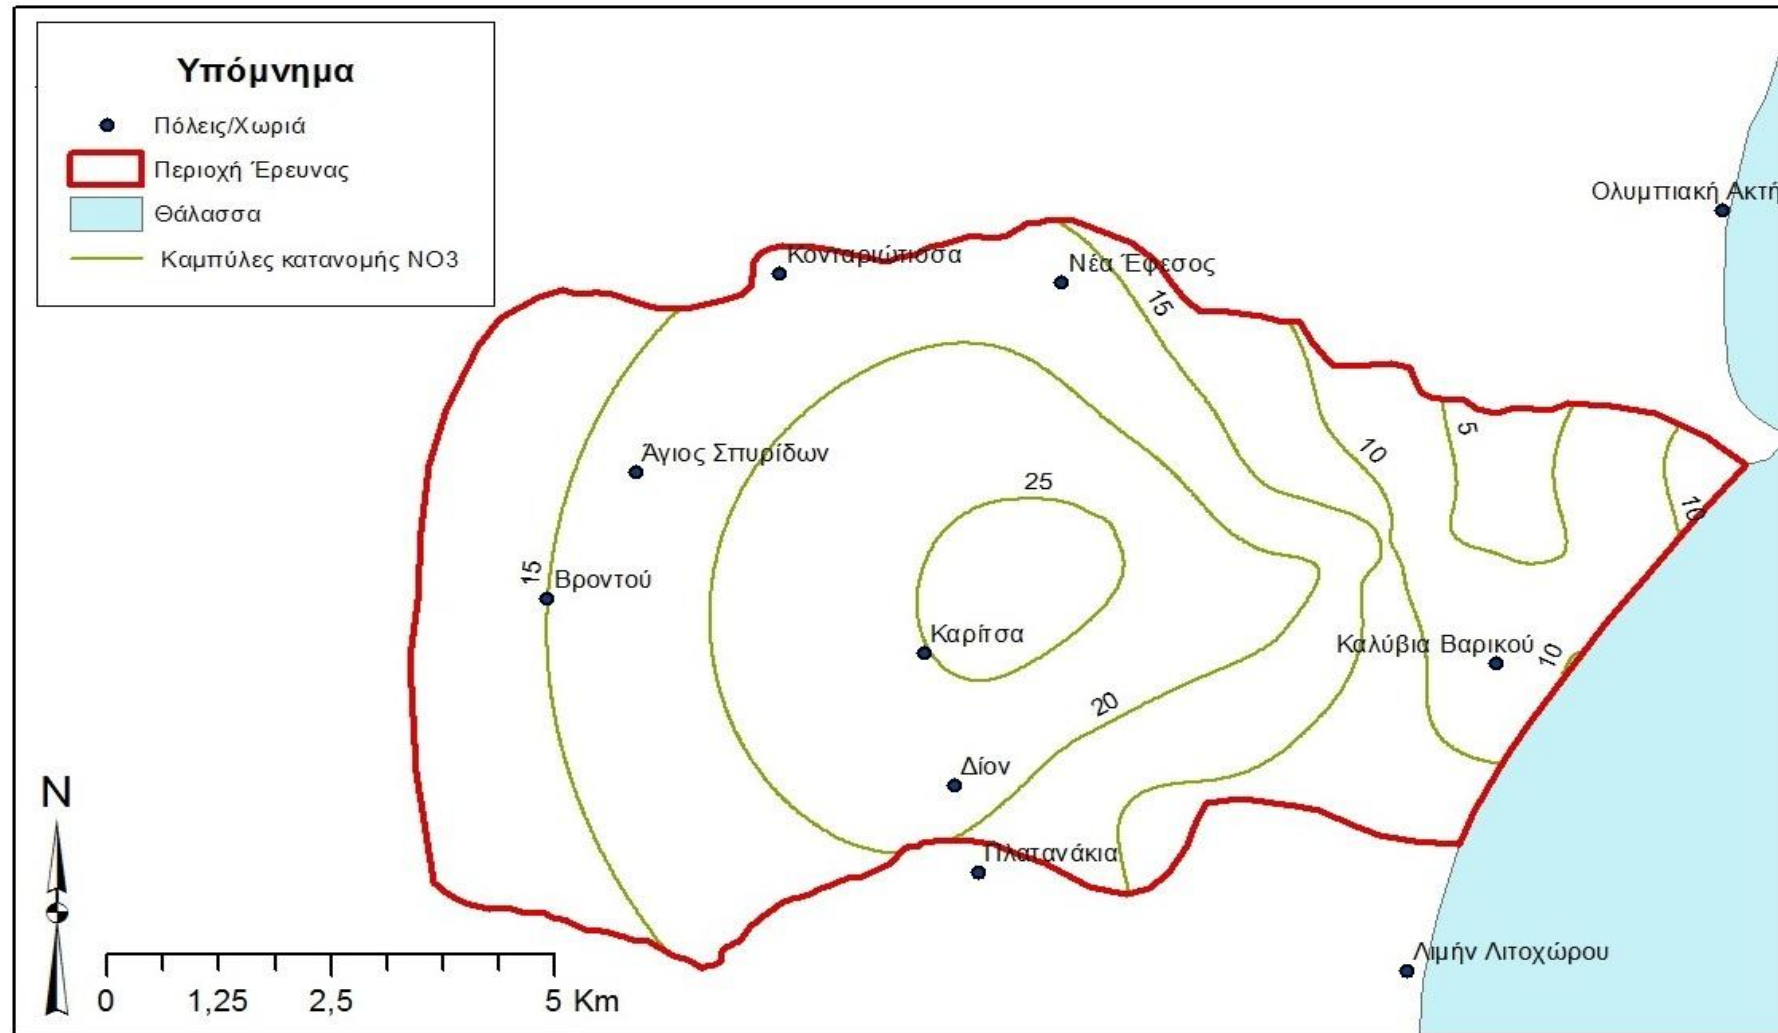 Υπόμνημα
Πόλεις/Χωριά
Περιοχή Έρευνας
Θάλασσα
Καμπύλες κατανομής NO3
Ολυμπιακή Ακτή
Κονταριώτισσα
Νέα Έφεσος
15
10
5
Άγιος Σπυρίδων
25
10
15
Βροντού
Καρίτσα
Καλύβια Βαρικού
10
20
Δίον
Πλατανάκια
Λιμήν Λιτοχώρου
N
0 1,25 2,5 5 Km